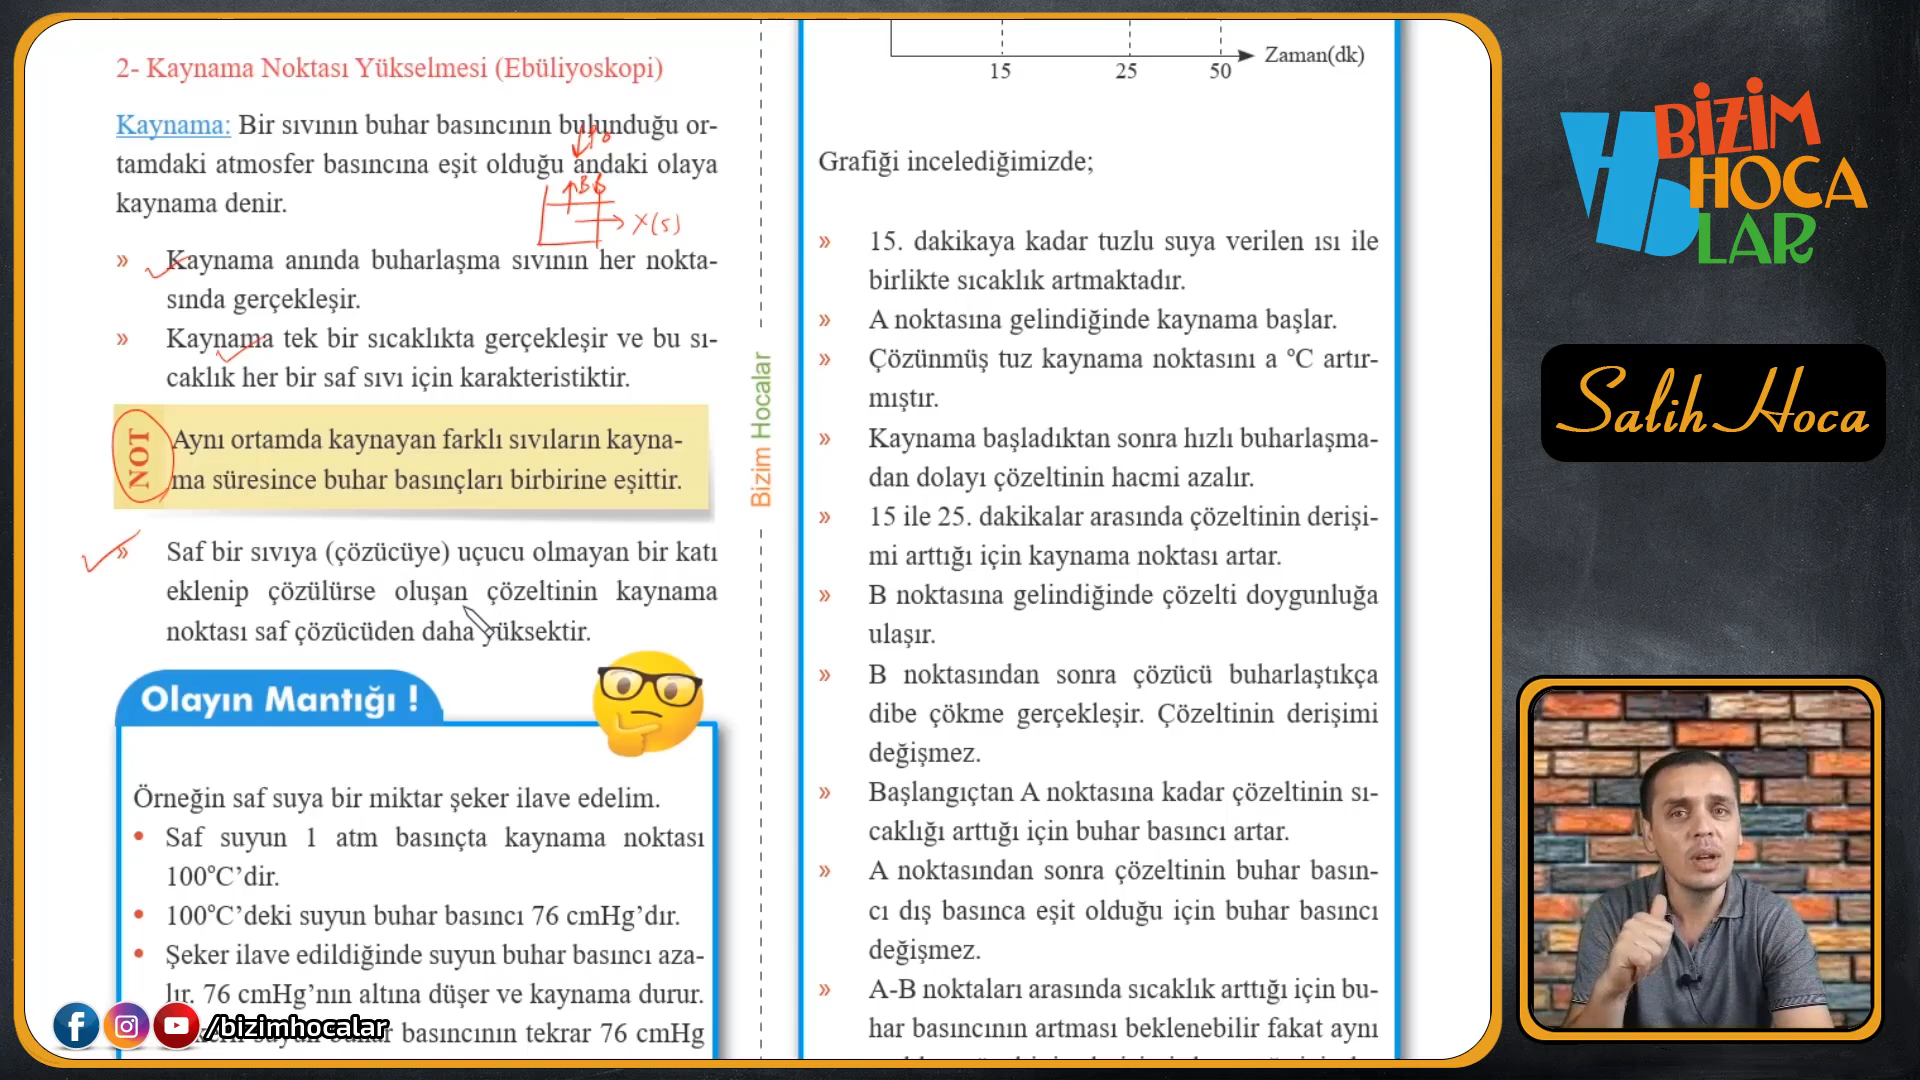 2- Kaynama Noktası Yükselmesi (Ebüliyoskopi)
Kaynama: Bir sıvının buhar basıncının bulunduğu or-
tamdaki atmosfer basıncına eşit olduğu andaki olaya
kaynama denir.
P₀
BB
X(s)
» Kaynama anında buharlaşma sıvının her nokta-
sında gerçekleşir.
» Kaynama tek bir sıcaklıkta gerçekleşir ve bu sı-
caklık her bir saf sıvı için karakteristiktir.
NOT
Aynı ortamda kaynayan farklı sıvıların kayna-
ma süresince buhar basınçları birbirine eşittir.
» Saf bir sıvıya (çözücüye) uçucu olmayan bir katı
eklenip çözülürse oluşan çözeltinin kaynama
noktası saf çözücüden daha yüksektir.
Olayın Mantığı !
Örneğin saf suya bir miktar şeker ilave edelim.
• Saf suyun 1 atm basınçta kaynama noktası
100°C’dir.
• 100°C’deki suyun buhar basıncı 76 cmHg’dır.
• Şeker ilave edildiğinde suyun buhar basıncı aza-
lır. 76 cmHg’nın altına düşer ve kaynama durur.
suyun buhar basıncının tekrar 76 cmHg
/bizimhocalar
Bizim Hocalar
15 25 50 Zaman(dk)
Grafiği incelediğimizde;
» 15. dakikaya kadar tuzlu suya verilen ısı ile
birlikte sıcaklık artmaktadır.
» A noktasına gelindiğinde kaynama başlar.
» Çözünmüş tuz kaynama noktasını a °C artır-
mıştır.
» Kaynama başladıktan sonra hızlı buharlaşma-
dan dolayı çözeltinin hacmi azalır.
» 15 ile 25. dakikalar arasında çözeltinin derişi-
mi arttığı için kaynama noktası artar.
» B noktasına gelindiğinde çözelti doygunluğa
ulaşır.
» B noktasından sonra çözücü buharlaştıkça
dibe çökme gerçekleşir. Çözeltinin derişimi
değişmez.
» Başlangıçtan A noktasına kadar çözeltinin sı-
caklığı arttığı için buhar basıncı artar.
» A noktasından sonra çözeltinin buhar basın-
cı dış basınca eşit olduğu için buhar basıncı
değişmez.
» A-B noktaları arasında sıcaklık arttığı için bu-
har basıncının artması beklenebilir fakat aynı
BİZİM
HOCA
LAR
Salih Hoca